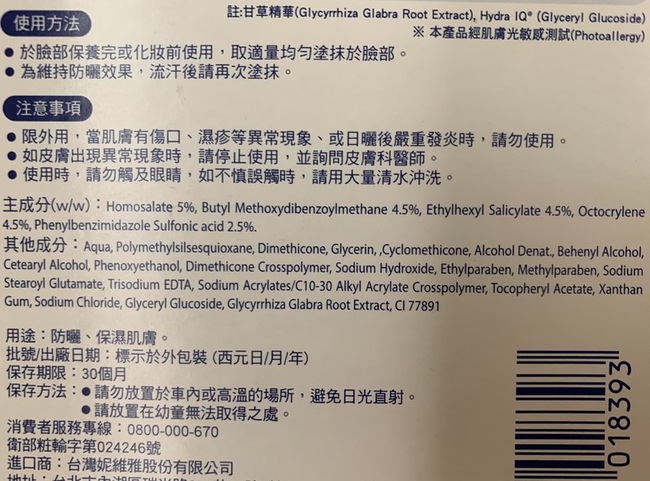 註:甘草精華(Glycyrrhiza Glabra Root Extract), Hydra IQ® (Glyceryl Glucoside)
使用方法
※ 本產品經肌膚光敏感測試(Photoallergy)
● 於臉部保養完或化妝前使用，取適量均勻塗抹於臉部。
● 為維持防曬效果，流汗後請再次塗抹。
注意事項
● 限外用，當肌膚有傷口、濕疹等異常現象、或日曬後嚴重發炎時，請勿使用。
● 如皮膚出現異常現象時，請停止使用，並詢問皮膚科醫師。
● 使用時，請勿觸及眼睛，如不慎誤觸時，請用大量清水沖洗。
主成分(w/w)：Homosalate 5%, Butyl Methoxydibenzoylmethane 4.5%, Ethylhexyl Salicylate 4.5%, Octocrylene
4.5%, Phenylbenzimidazole Sulfonic acid 2.5%.
其他成分：Aqua, Polymethylsilsesquioxane, Dimethicone, Glycerin, ,Cyclomethicone, Alcohol Denat., Behenyl Alcohol,
Cetearyl Alcohol, Phenoxyethanol, Dimethicone Crosspolymer, Sodium Hydroxide, Ethylparaben, Methylparaben, Sodium
Stearoyl Glutamate, Trisodium EDTA, Sodium Acrylates/C10-30 Alkyl Acrylate Crosspolymer, Tocopheryl Acetate, Xanthan
Gum, Sodium Chloride, Glyceryl Glucoside, Glycyrrhiza Glabra Root Extract, CI 77891
用途：防曬、保濕肌膚。
批號/出廠日期：標示於外包裝 (西元日/月/年)
保存期限：30個月
保存方法：● 請勿放置於車內或高溫的場所，避免日光直射。
● 請放置在幼童無法取得之處。
消費者服務專線：0800-000-670
衛部粧輸字第024246號
進口商：台灣妮維雅股份有限公司
018393